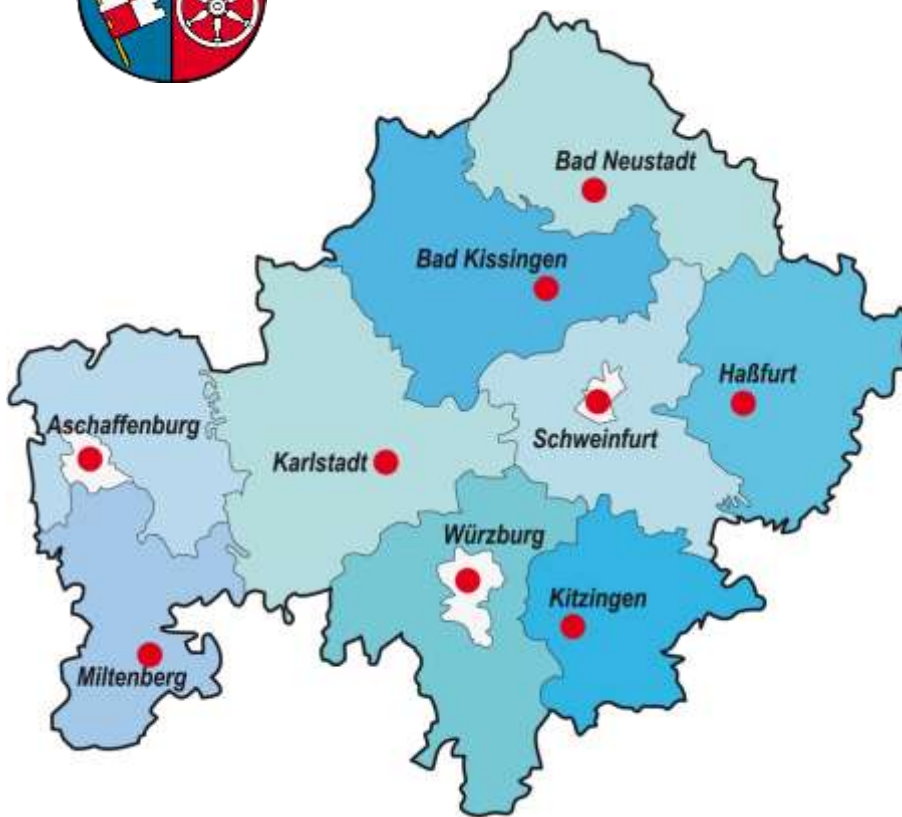 Bad Neustadt
Bad Kissingen
Haßfurt
Aschaffenburg
Schweinfurt
Karlstadt
Würzburg
Kitzingen
Miltenberg